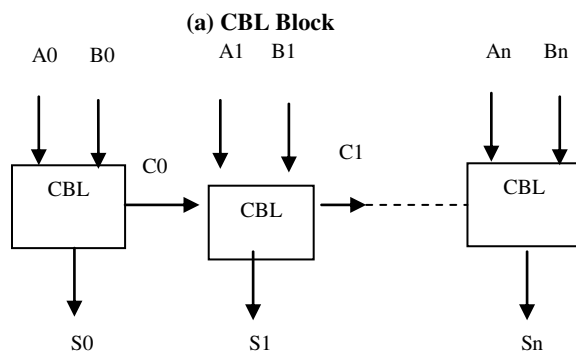 (a) CBL Block
A0 B0 A1 B1 An Bn
C0 C1
CBL CBL CBL
S0 S1 Sn